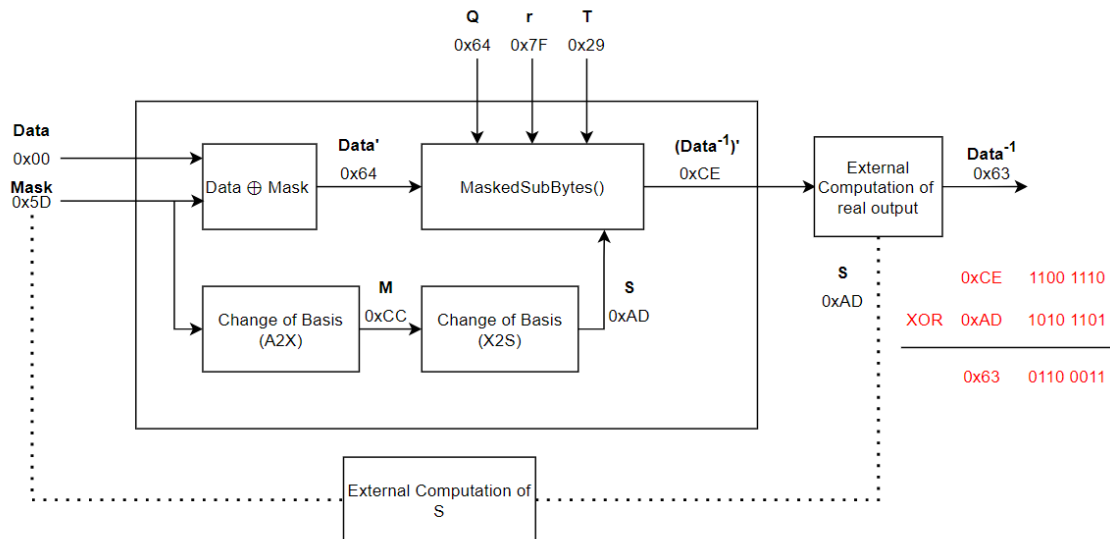 Q r T
0x64 0x7F 0x29
Data
0x00
Mask
0x5D
Data ⊕ Mask
Data'
0x64
MaskedSubBytes()
(Data⁻¹)'
0xCE
External
Computation of
real output
Data⁻¹
0x63
Change of Basis
(A2X)
M
0xCC
Change of Basis
(X2S)
S
0xAD
S
0xAD
0xCE 1100 1110
XOR 0xAD 1010 1101
0x63 0110 0011
External Computation of
S